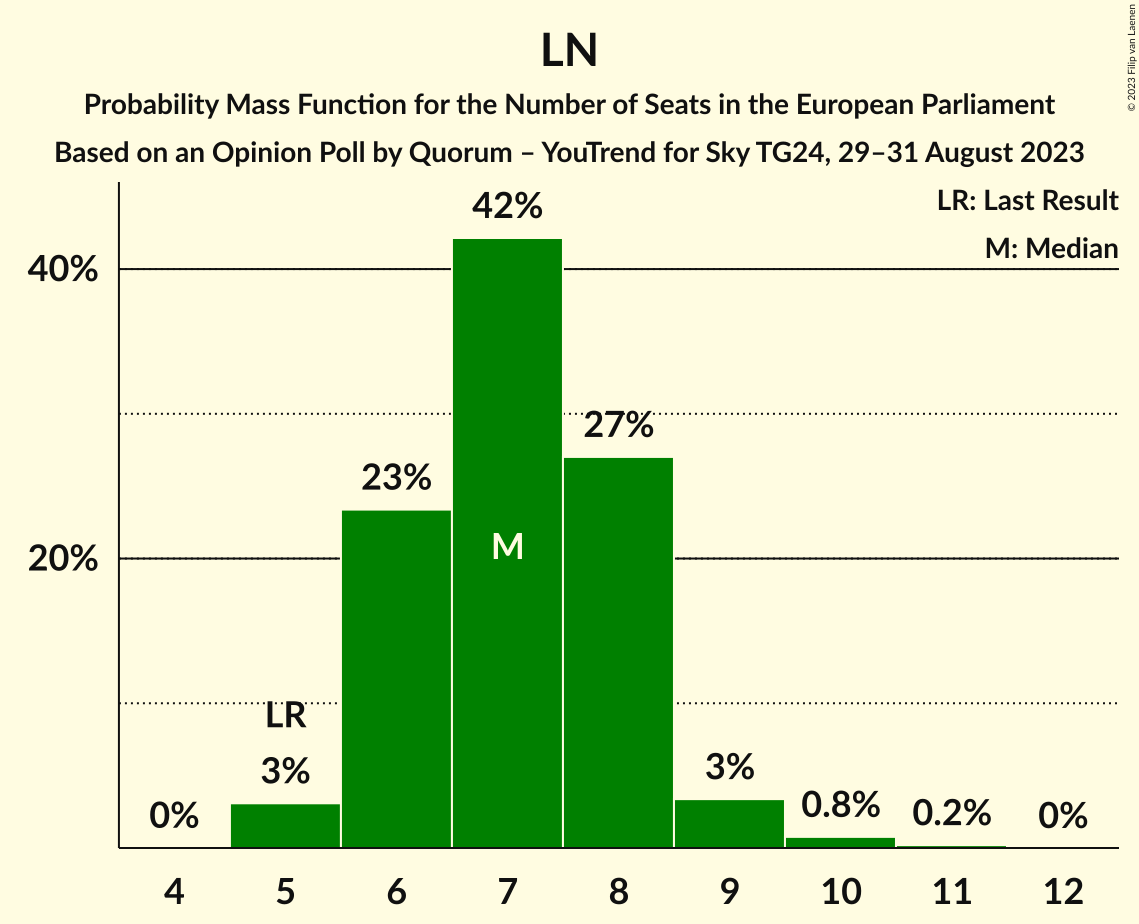 LN
Probability Mass Function for the Number of Seats in the European Parliament
Based on an Opinion Poll by Quorum – YouTrend for Sky TG24, 29–31 August 2023
© 2023 Filip van Laenen
LR: Last Result
M: Median
42%
40%
27%
23%
M
20%
LR
3%
3%
0%
0.8%
0.2%
0%
4 5 6 7 8 9 10 11 12